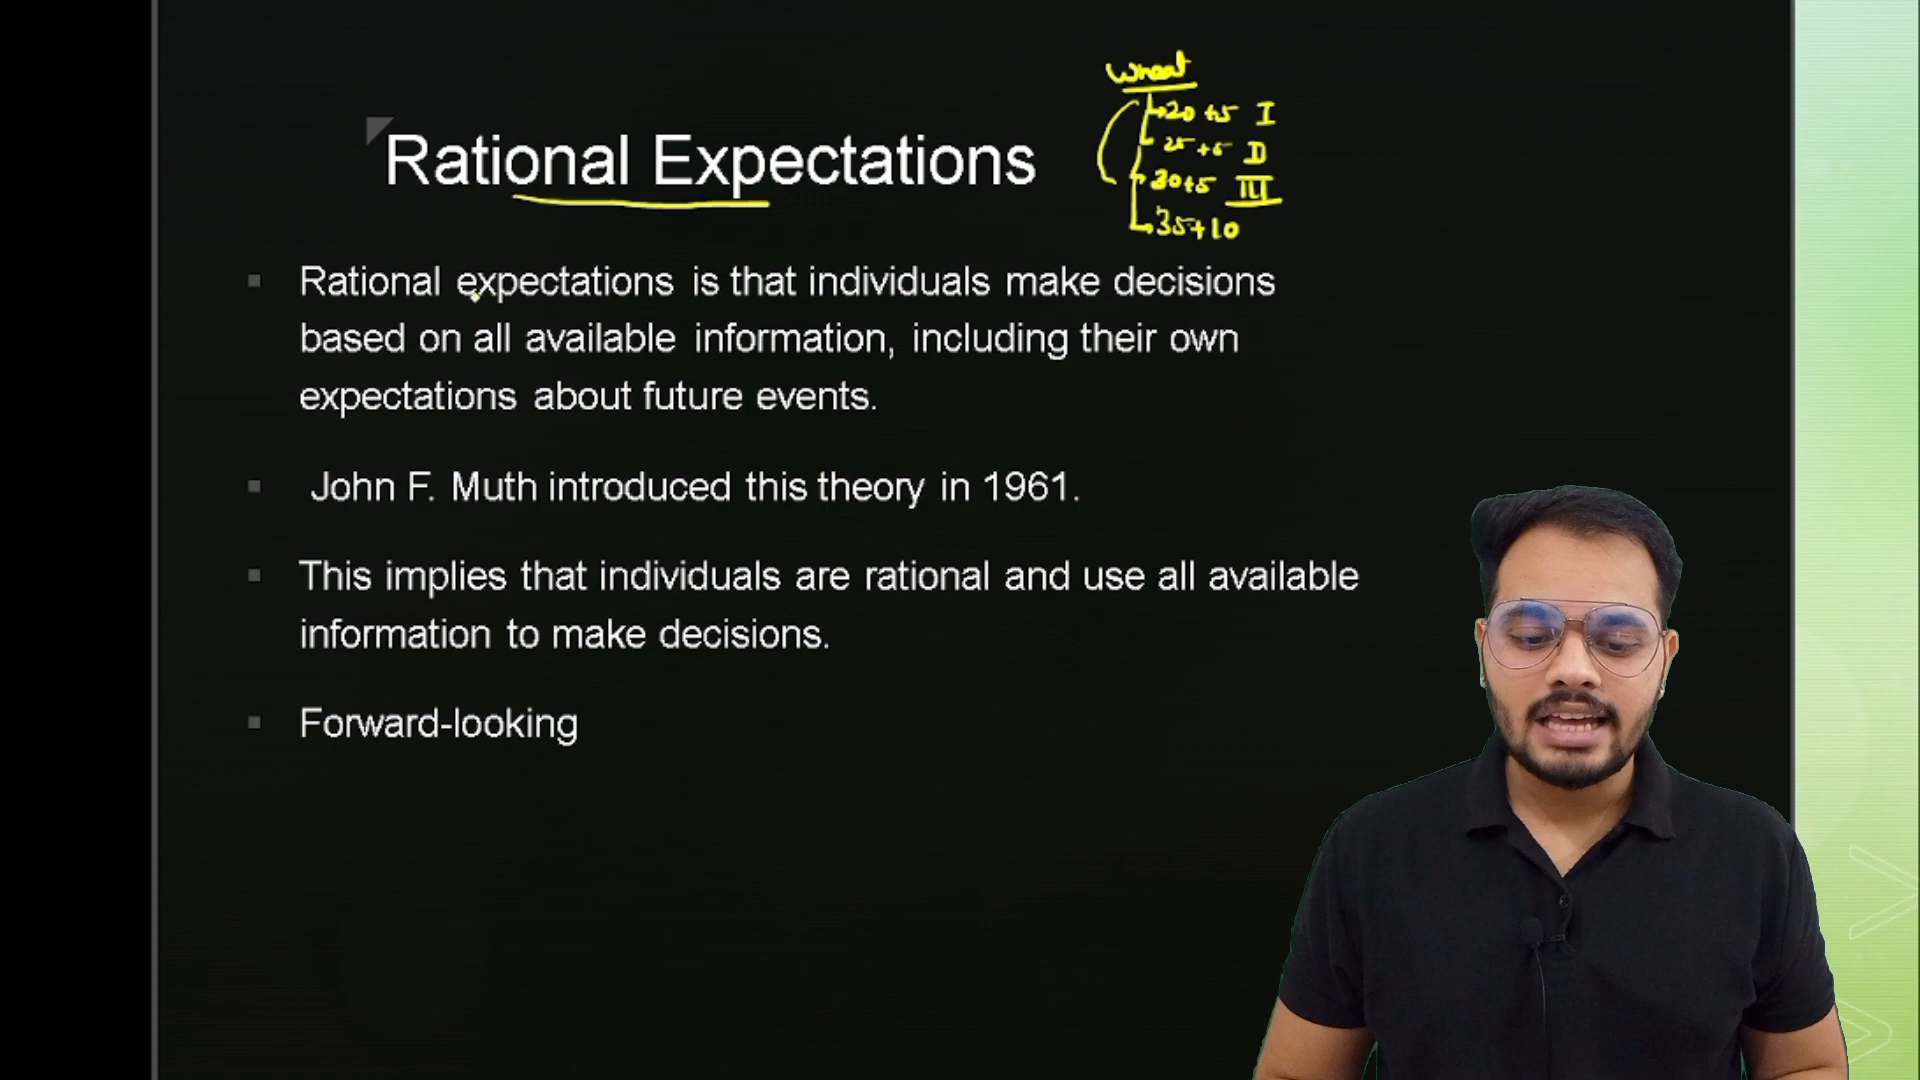 Wheat
20 +5 I
25 +5 II
Rational Expectations
30+5 III
35+10
Rational expectations is that individuals make decisions
based on all available information, including their own
expectations about future events.
John F. Muth introduced this theory in 1961.
This implies that individuals are rational and use all available
information to make decisions.
Forward-looking